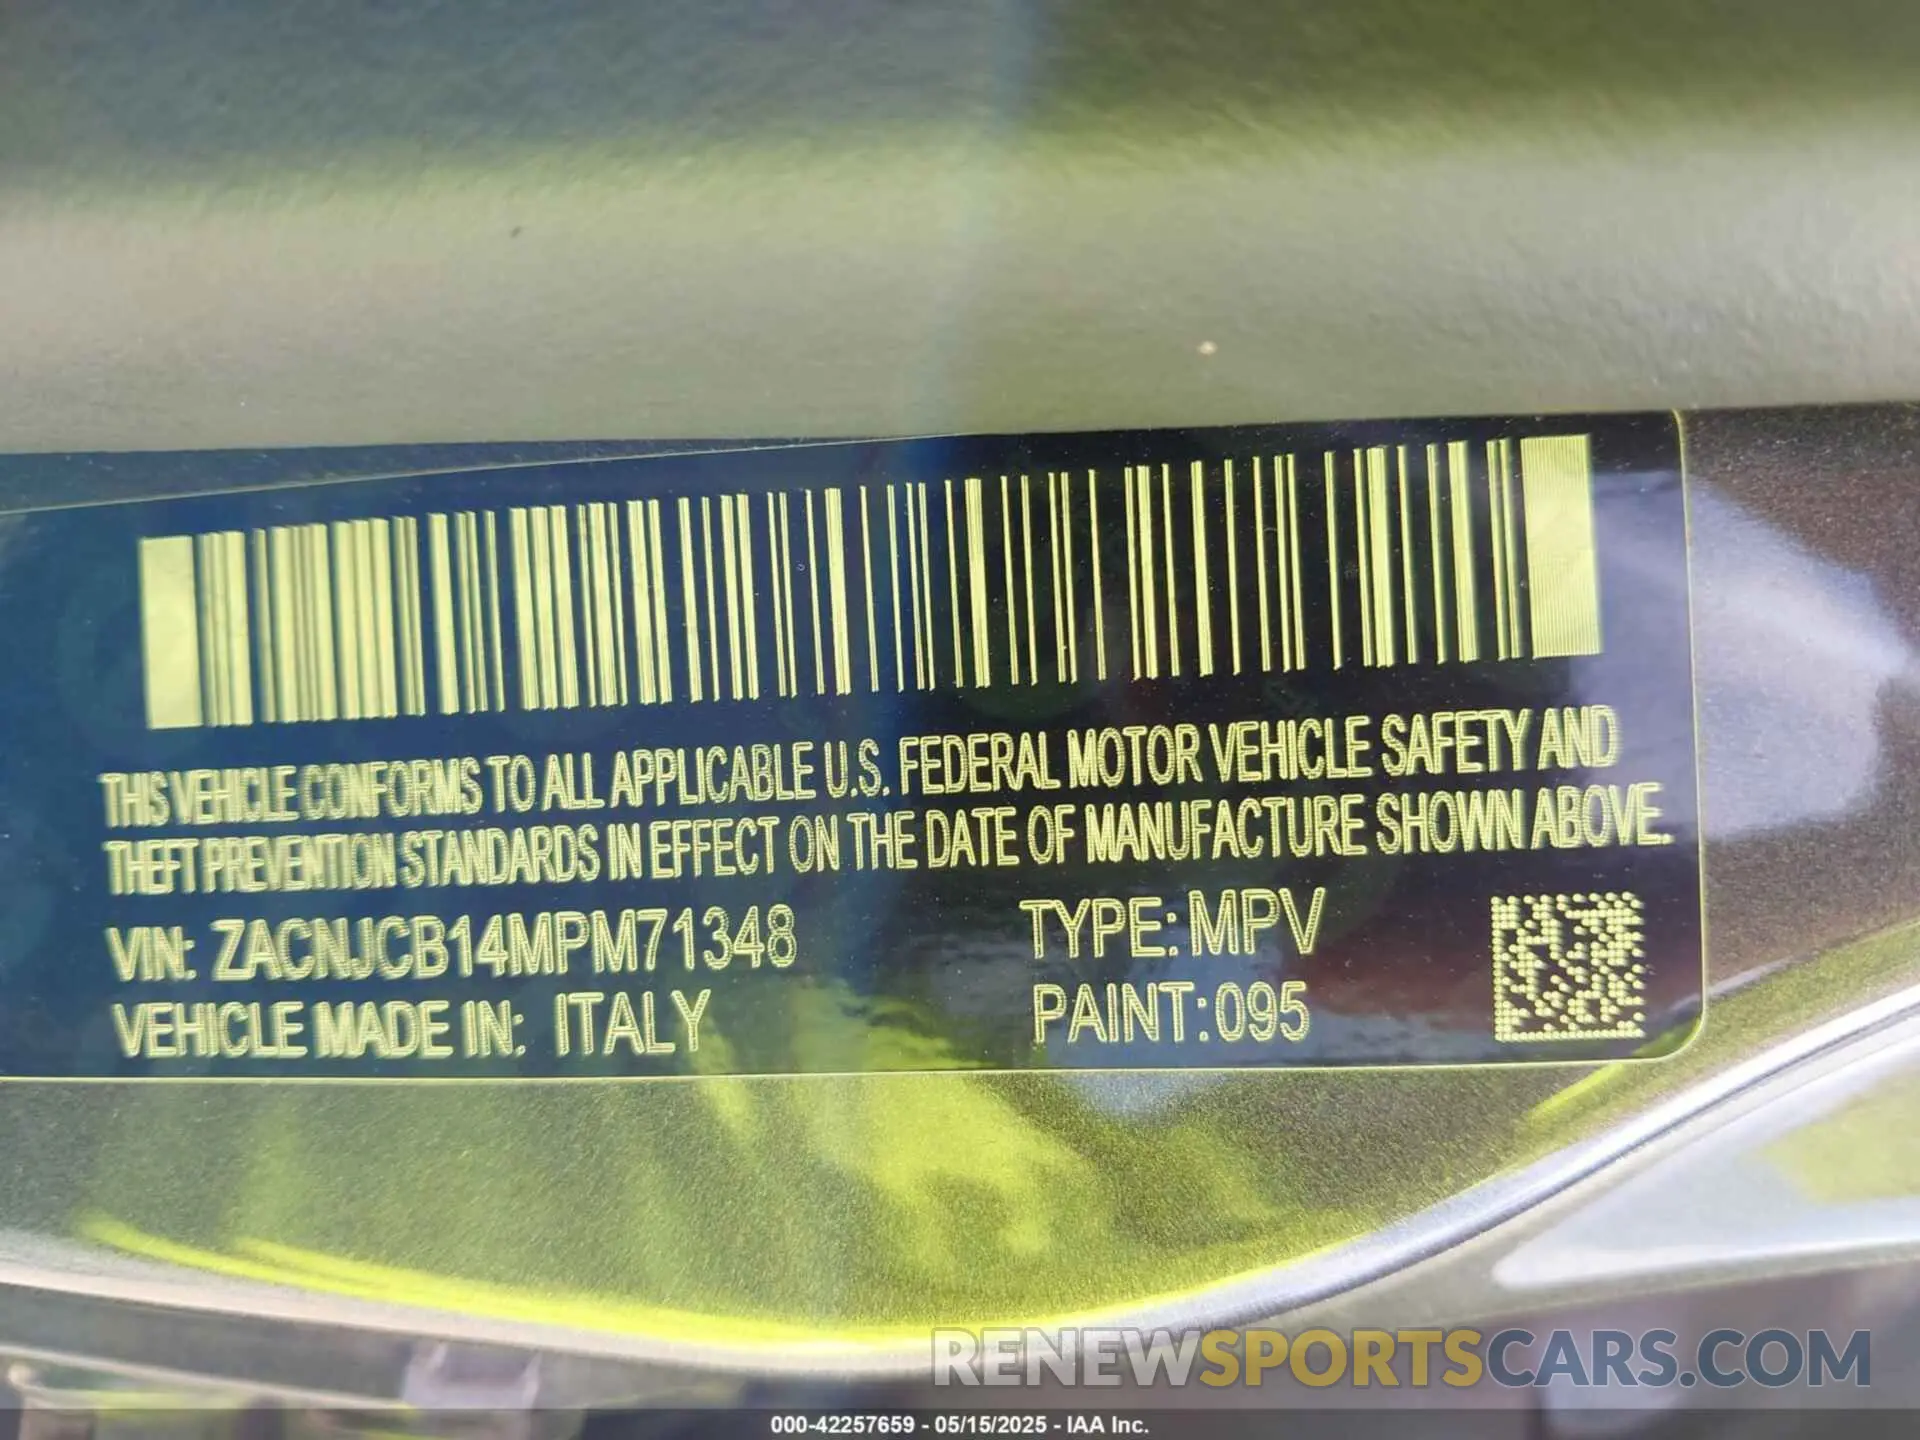 THIS VEHICLE CONFORMS TO ALL APPLICABLE U.S. FEDERAL MOTOR VEHICLE SAFETY AND
THEFT PREVENTION STANDARDS IN EFFECT ON THE DATE OF MANUFACTURE SHOWN ABOVE.
VIN: ZACNJCB14MPM71348 TYPE: MPV
VEHICLE MADE IN: ITALY PAINT: 095
RENEWSPORTSCARS.COM
000-42257659 - 05/15/2025 - IAA Inc.